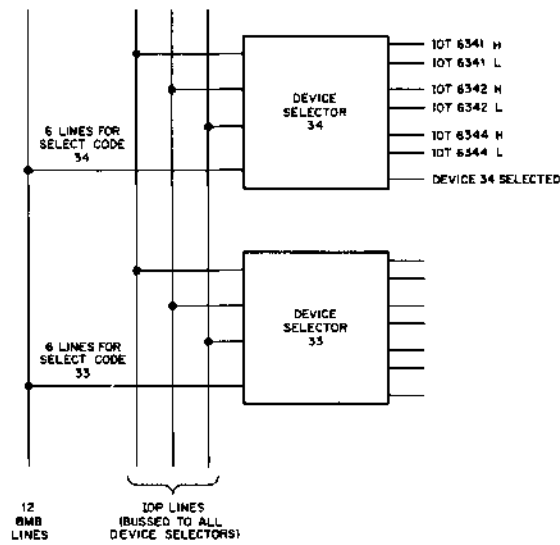 IOT 6341 H
IOT 6341 L
IOT 6342 H
IOT 6342 L
IOT 6344 H
IOT 6344 L
DEVICE 34 SELECTED
DEVICE
SELECTOR
34
6 LINES FOR
SELECT CODE
34
DEVICE
SELECTOR
33
6 LINES FOR
SELECT CODE
33
12
BMB
LINES
IOP LINES
(BUSSED TO ALL
DEVICE SELECTORS)